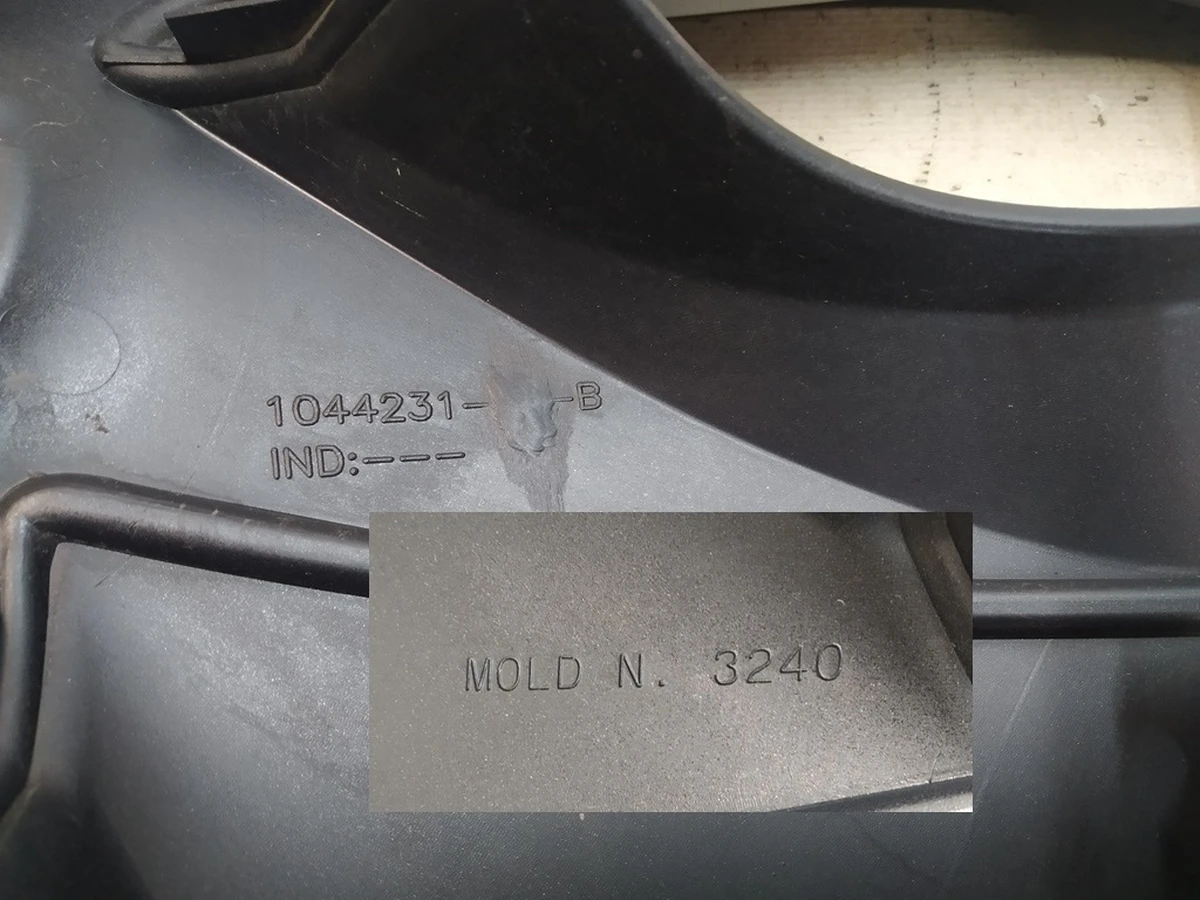 1044231- -B
IND:---
MOLD N. 3240